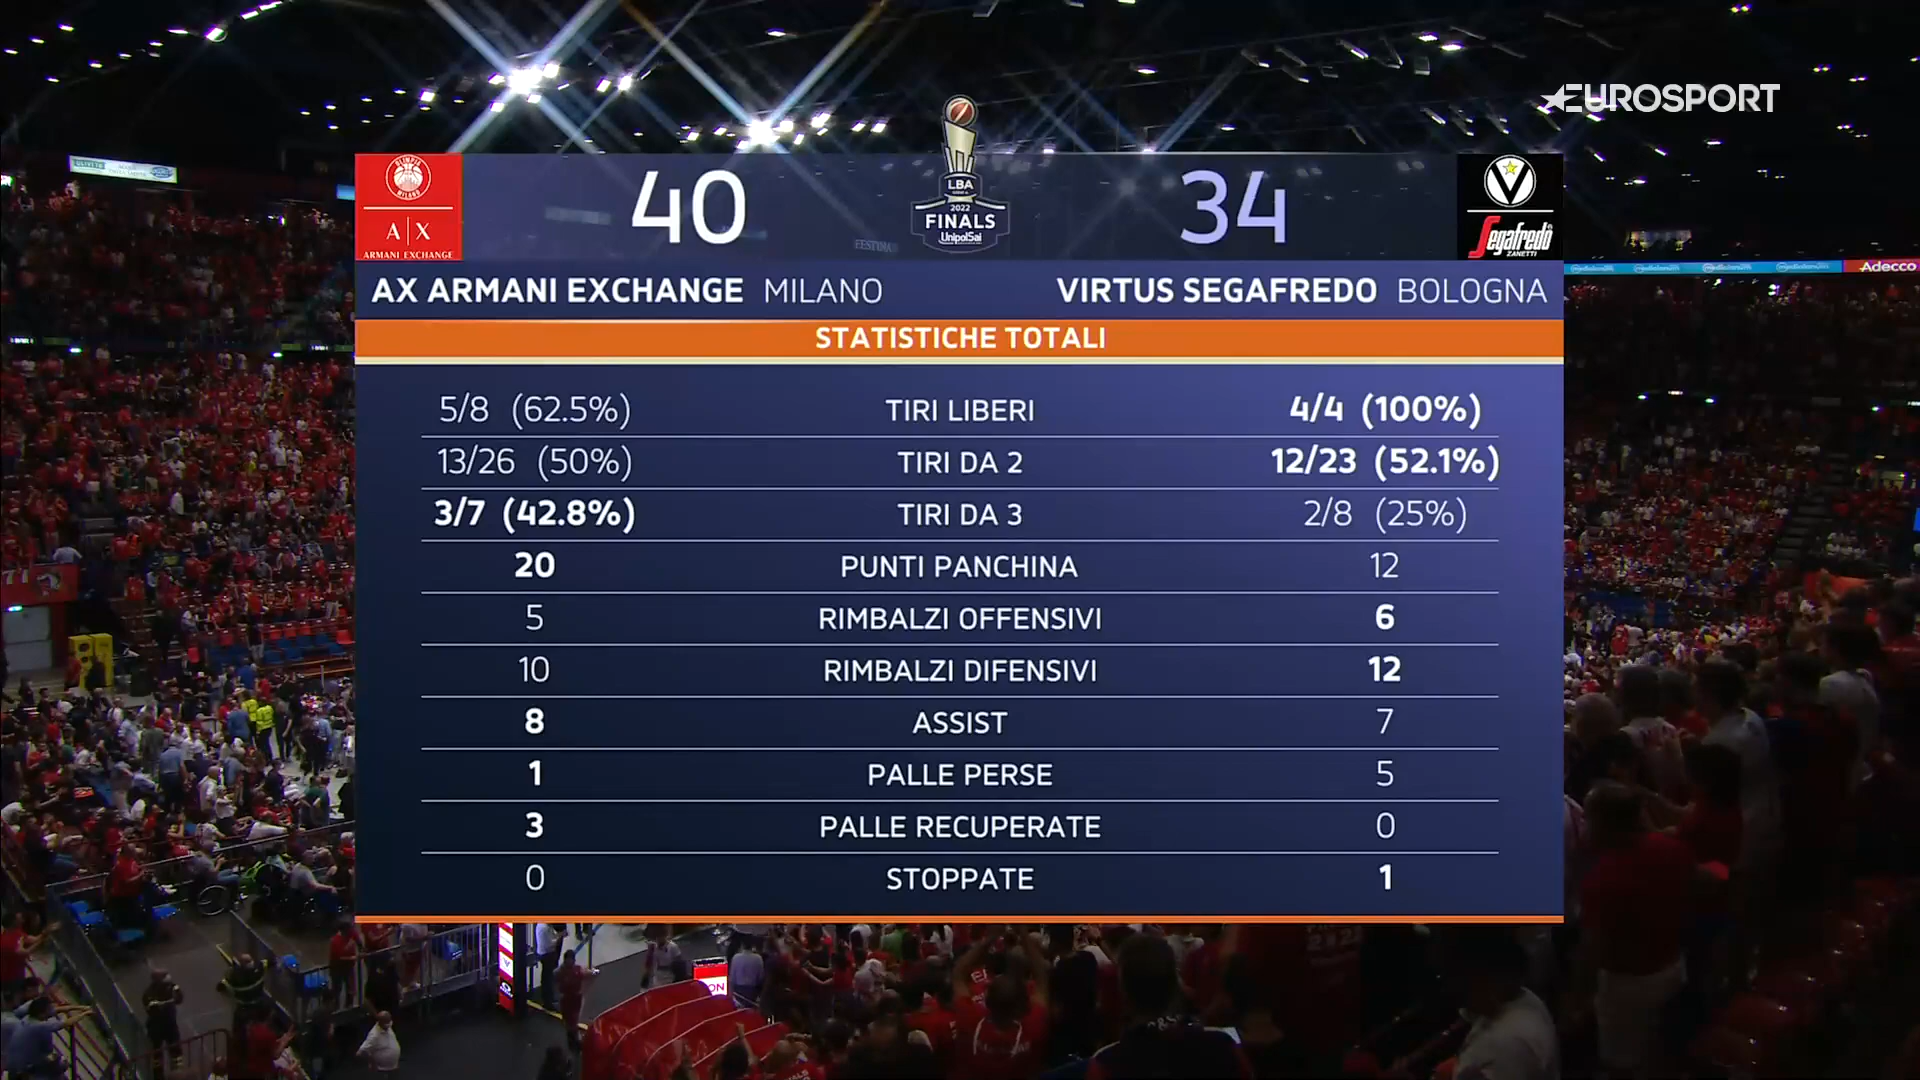 EUROSPORT
OLIMPIA
MILANO
A|X
ARMANI EXCHANGE
40
LBA
2022
FINALS
UnipolSai
34
V
Segafredo
ZANETTI
FESTINA
AX ARMANI EXCHANGE MILANO
VIRTUS SEGAFREDO BOLOGNA
Adecco
STATISTICHE TOTALI
5/8 (62.5%) TIRI LIBERI 4/4 (100%)
13/26 (50%) TIRI DA 2 12/23 (52.1%)
3/7 (42.8%) TIRI DA 3 2/8 (25%)
20 PUNTI PANCHINA 12
5 RIMBALZI OFFENSIVI 6
10 RIMBALZI DIFENSIVI 12
8 ASSIST 7
1 PALLE PERSE 5
3 PALLE RECUPERATE 0
0 STOPPATE 1